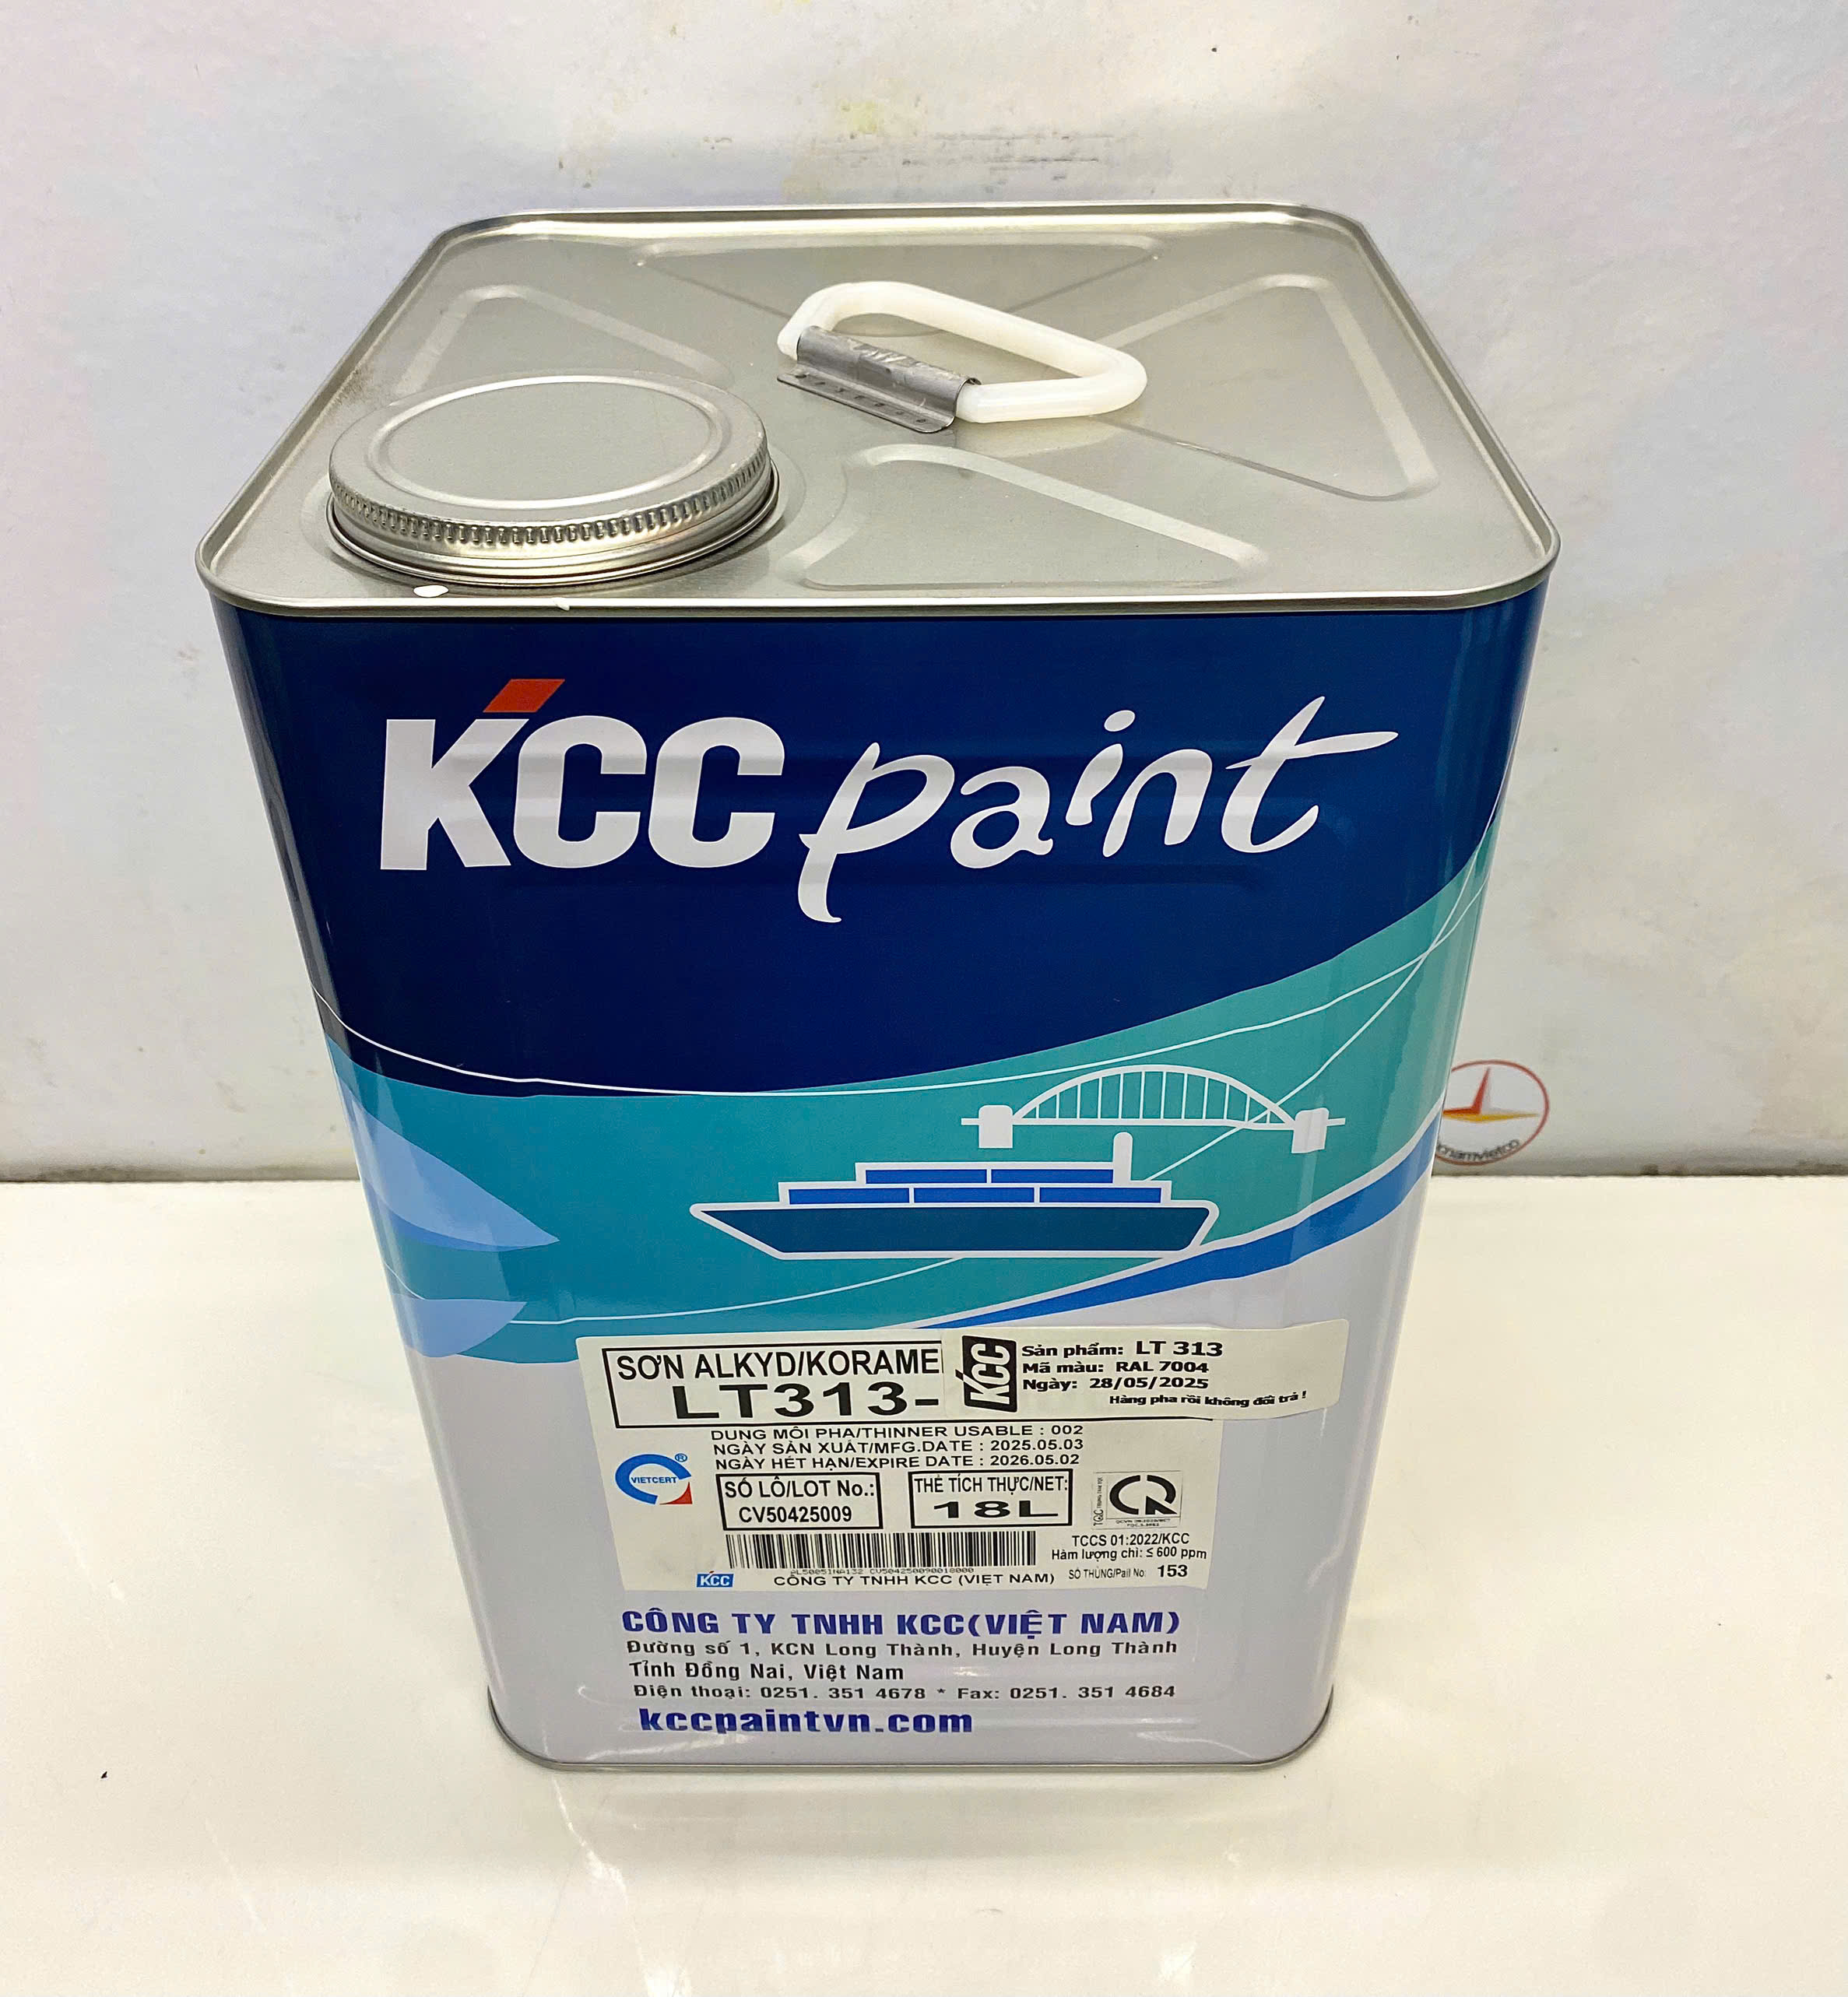 KCC paint
SƠN ALKYD/KORAME
LT313-
KCC
Sản phẩm: LT 313
Mã màu: RAL 7004
Ngày: 28/05/2025
Hàng pha rồi không đổi trả !
DUNG MÔI PHA/THINNER USABLE : 002
NGÀY SẢN XUẤT/MFG.DATE : 2025.05.03
NGÀY HẾT HẠN/EXPIRE DATE : 2026.05.02
VIETCERT ®
SỐ LÔ/LOT No.:
CV50425009
THỂ TÍCH THỰC/NET:
18L
TCCS 01:2022/KCC
Hàm lượng chì: ≤ 600 ppm
SỐ THÙNG/Pail No: 153
KCC
CÔNG TY TNHH KCC (VIỆT NAM)
CÔNG TY TNHH KCC(VIỆT NAM)
Đường số 1, KCN Long Thành, Huyện Long Thành
Tỉnh Đồng Nai, Việt Nam
Điện thoại: 0251. 351 4678 * Fax: 0251. 351 4684
kccpaintvn.com